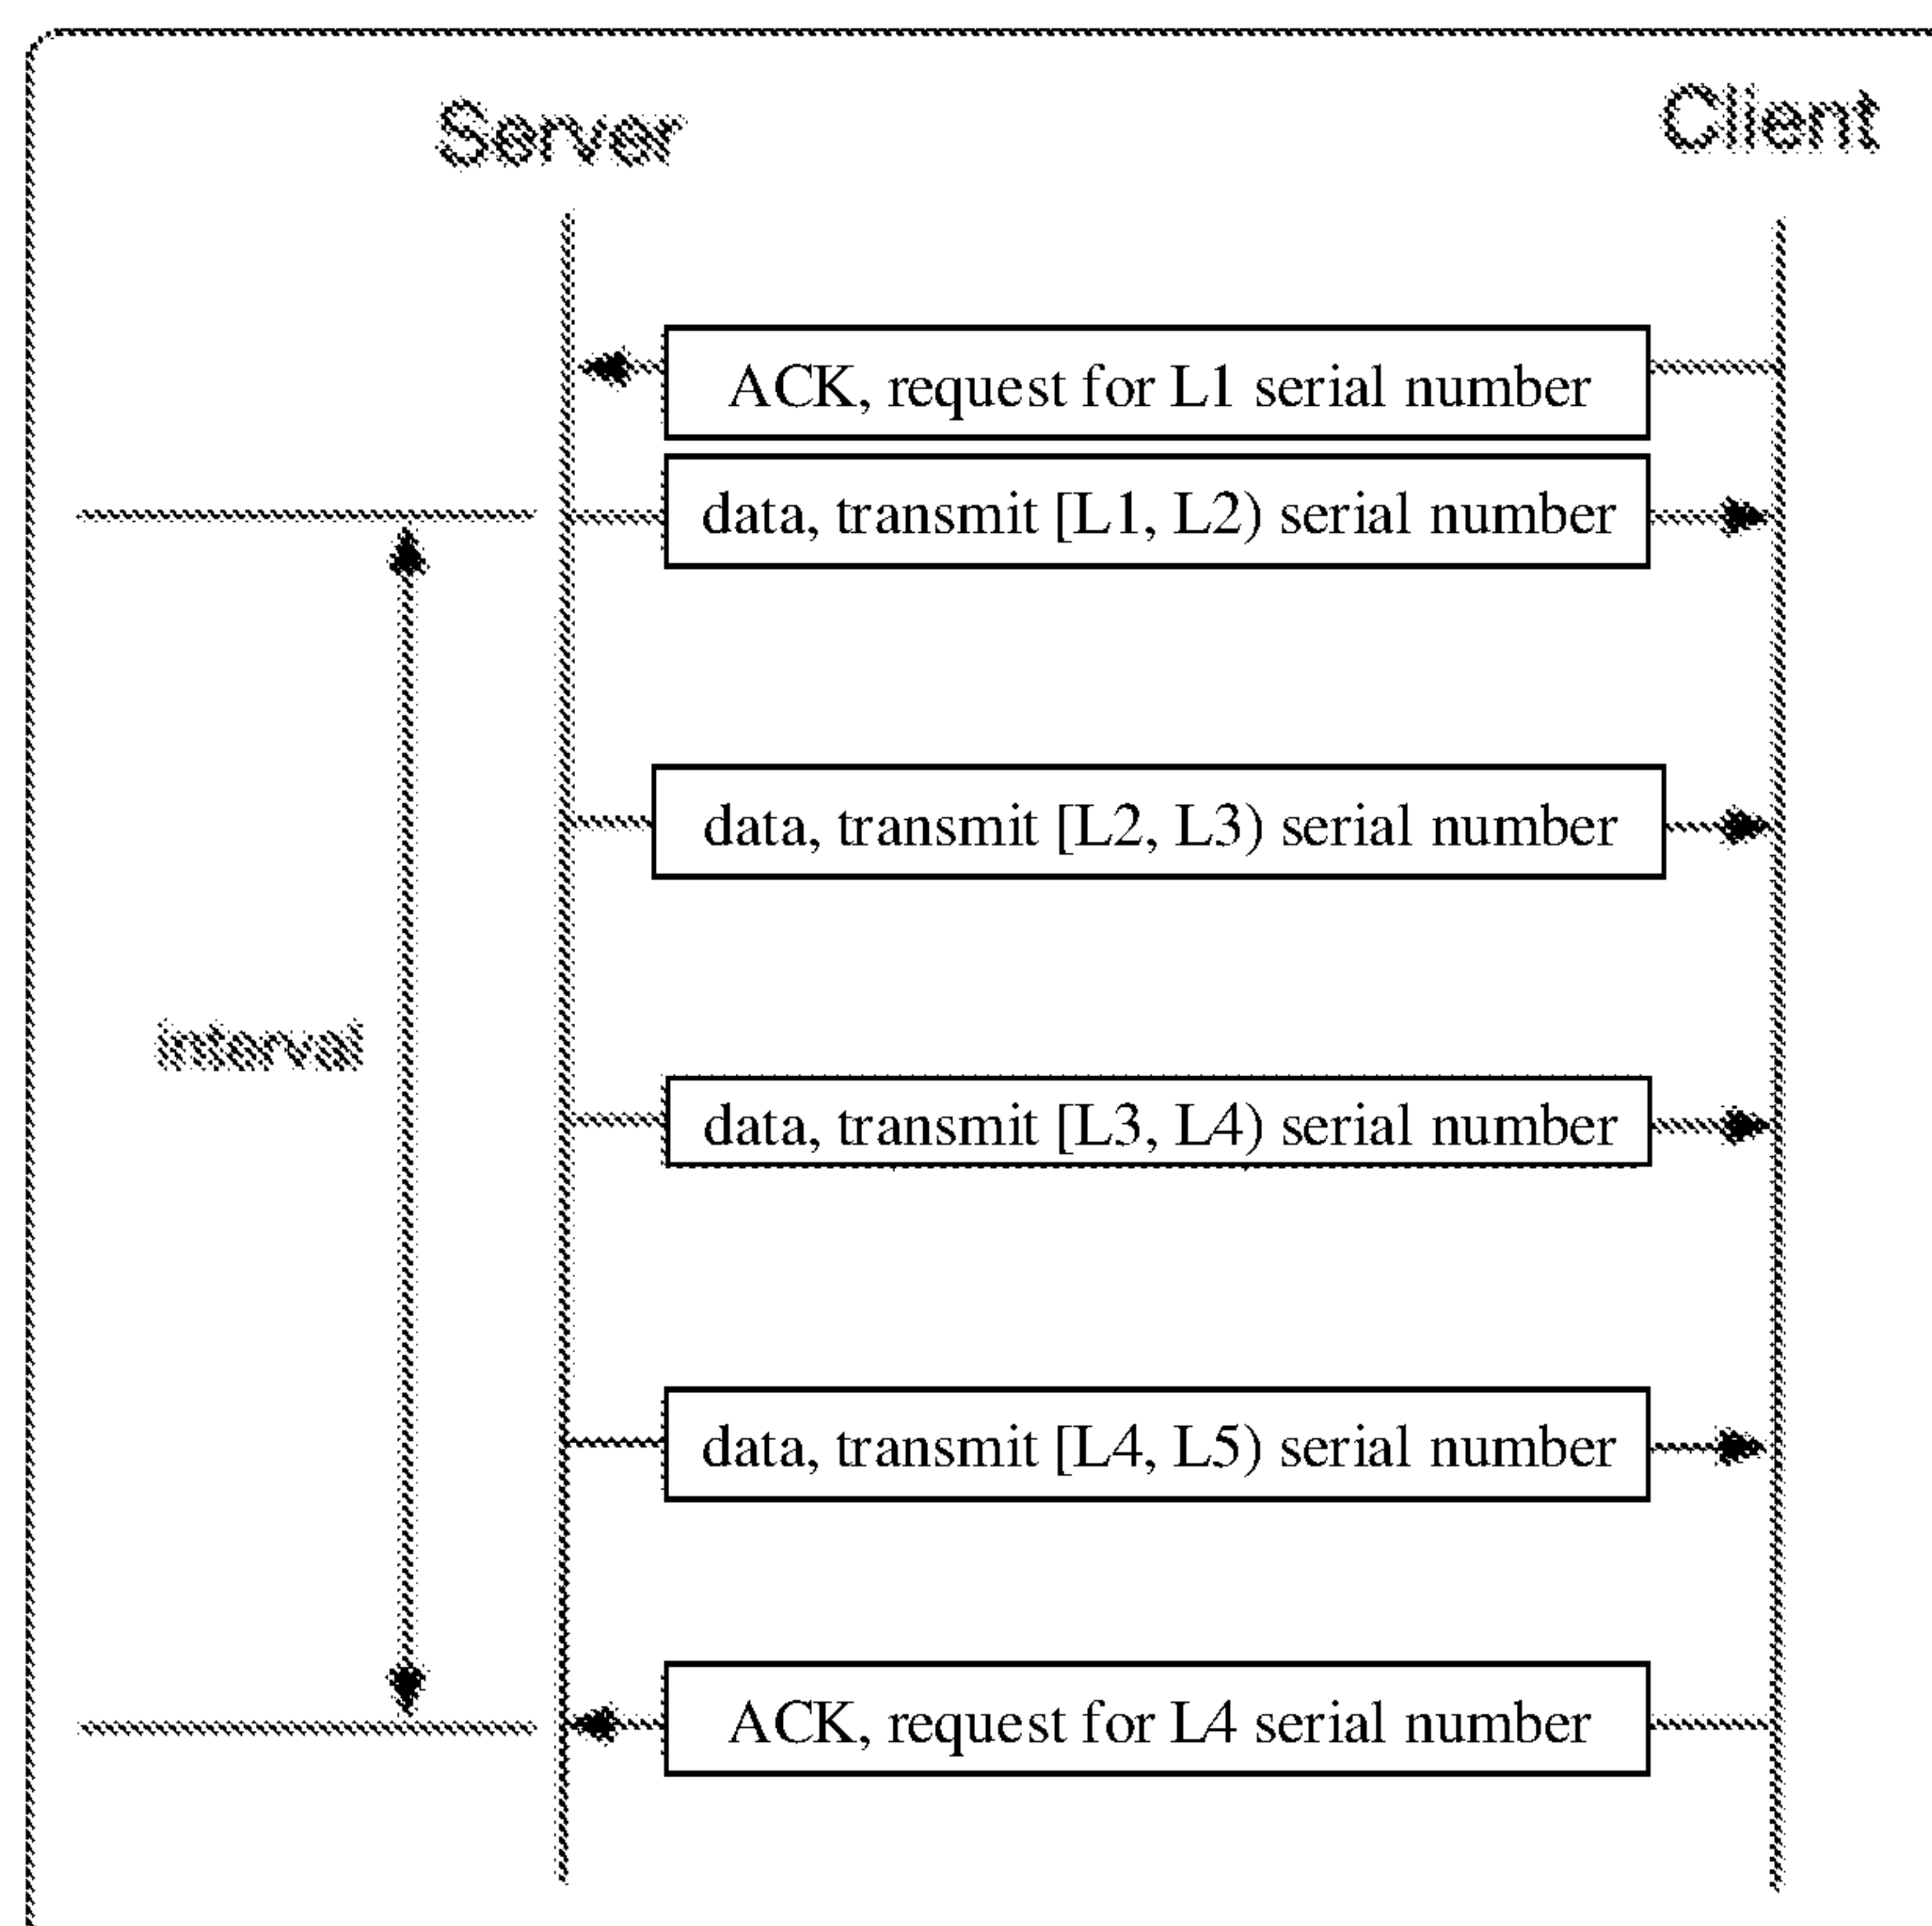 Server
Client
ACK, request for L1 serial number
data, transmit [L1, L2) serial number
data, transmit [L2, L3) serial number
interval
data, transmit [L3, L4) serial number
data, transmit [L4, L5) serial number
ACK, request for L4 serial number